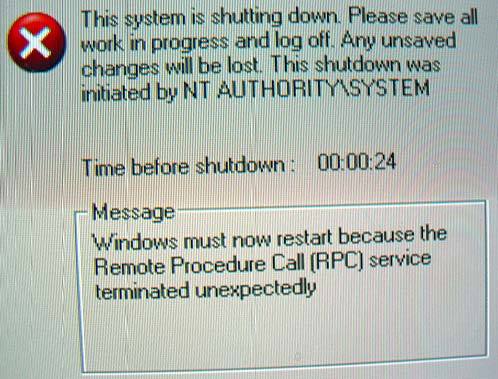 This system is shutting down. Please save all
work in progress and log off. Any unsaved
changes will be lost. This shutdown was
initiated by NT AUTHORITY\SYSTEM
Time before shutdown : 00:00:24
Message
Windows must now restart because the
Remote Procedure Call (RPC) service
terminated unexpectedly